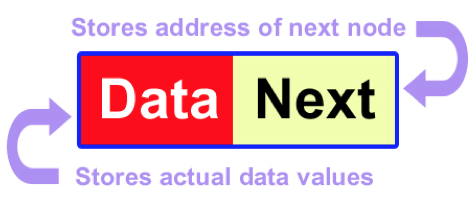 Stores address of next node
Data Next
Stores actual data values